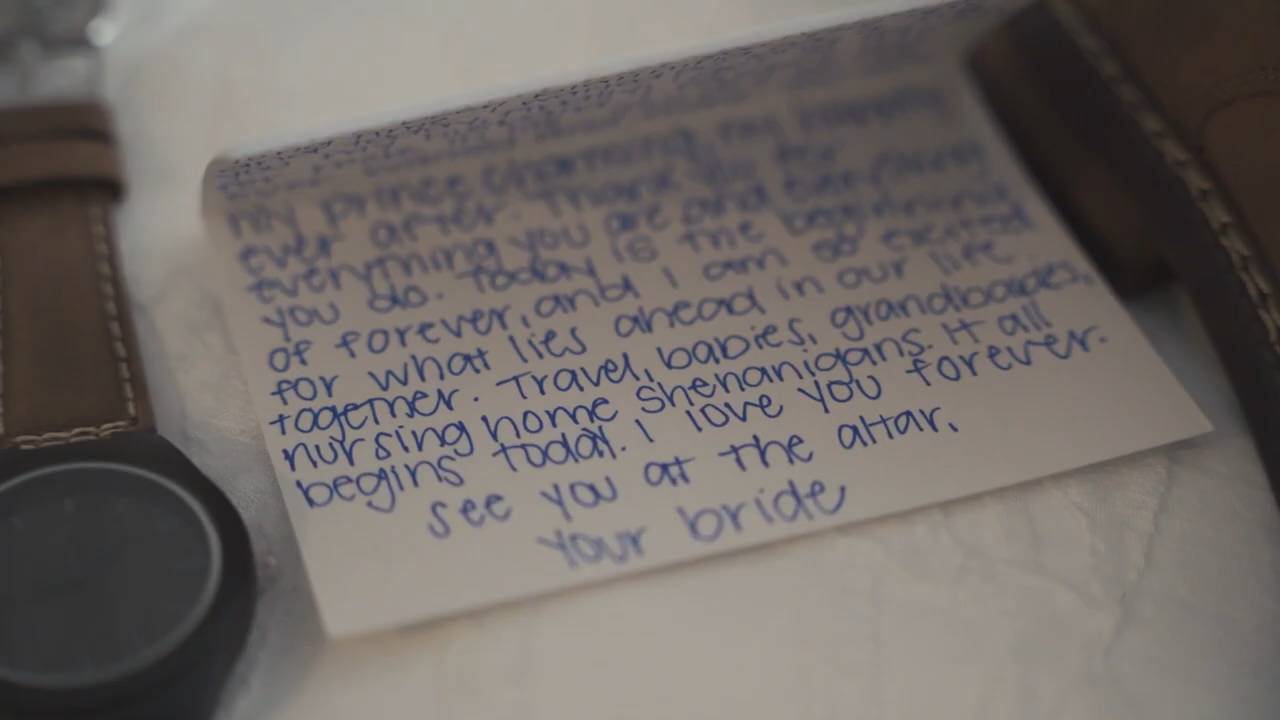 my prince charming, my happily
ever after. Thank you for
everything you are and everything
you do. Today is the beginning
of forever, and I am so excited
for what lies ahead in our life
together. Travel, babies, grandbabies,
nursing home shenanigans. It all
begins today. I love you forever.
see you at the altar,
your bride